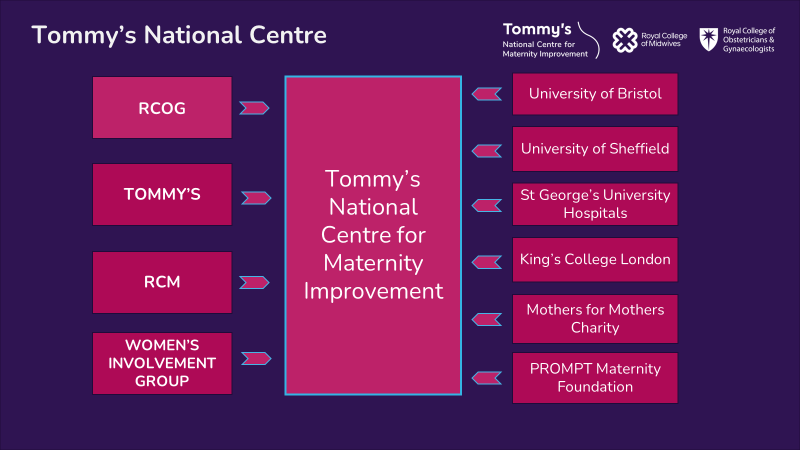 Tommy's National Centre
Tommy's
National Centre for
Maternity Improvement
Royal College
of Midwives
Royal College of
Obstetricians &
Gynaecologists
RCOG
TOMMY'S
RCM
WOMEN'S
INVOLVEMENT
GROUP
Tommy's
National
Centre for
Maternity
Improvement
University of Bristol
University of Sheffield
St George's University
Hospitals
King's College London
Mothers for Mothers
Charity
PROMPT Maternity
Foundation